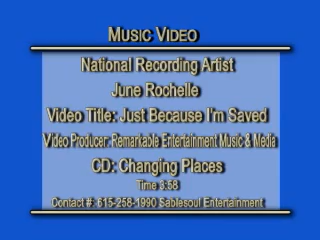 Music Video
National Recording Artist
June Rochelle
Video Title: Just Because I'm Saved
Video Producer: Remarkable Entertainment Music & Media
CD: Changing Places
Time 3:58
Contact #: 615-258-1990 Sablesoul Entertainment